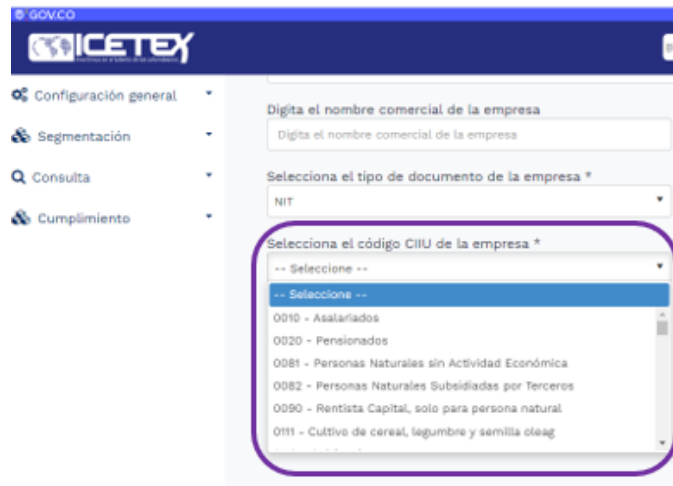 GOV.CO
ICETEX
Configuración general
Segmentación
Consulta
Cumplimiento
Digita el nombre comercial de la empresa
Digita el nombre comercial de la empresa
Selecciona el tipo de documento de la empresa *
NIT
Selecciona el código CIIU de la empresa *
-- Seleccione --
-- Seleccione --
0010 - Asalariados
0020 - Pensionados
0081 - Personas Naturales sin Actividad Económica
0082 - Personas Naturales Subsidiadas por Terceros
0090 - Rentista Capital, solo para persona natural
0111 - Cultivo de cereal, legumbre y semilla oleag